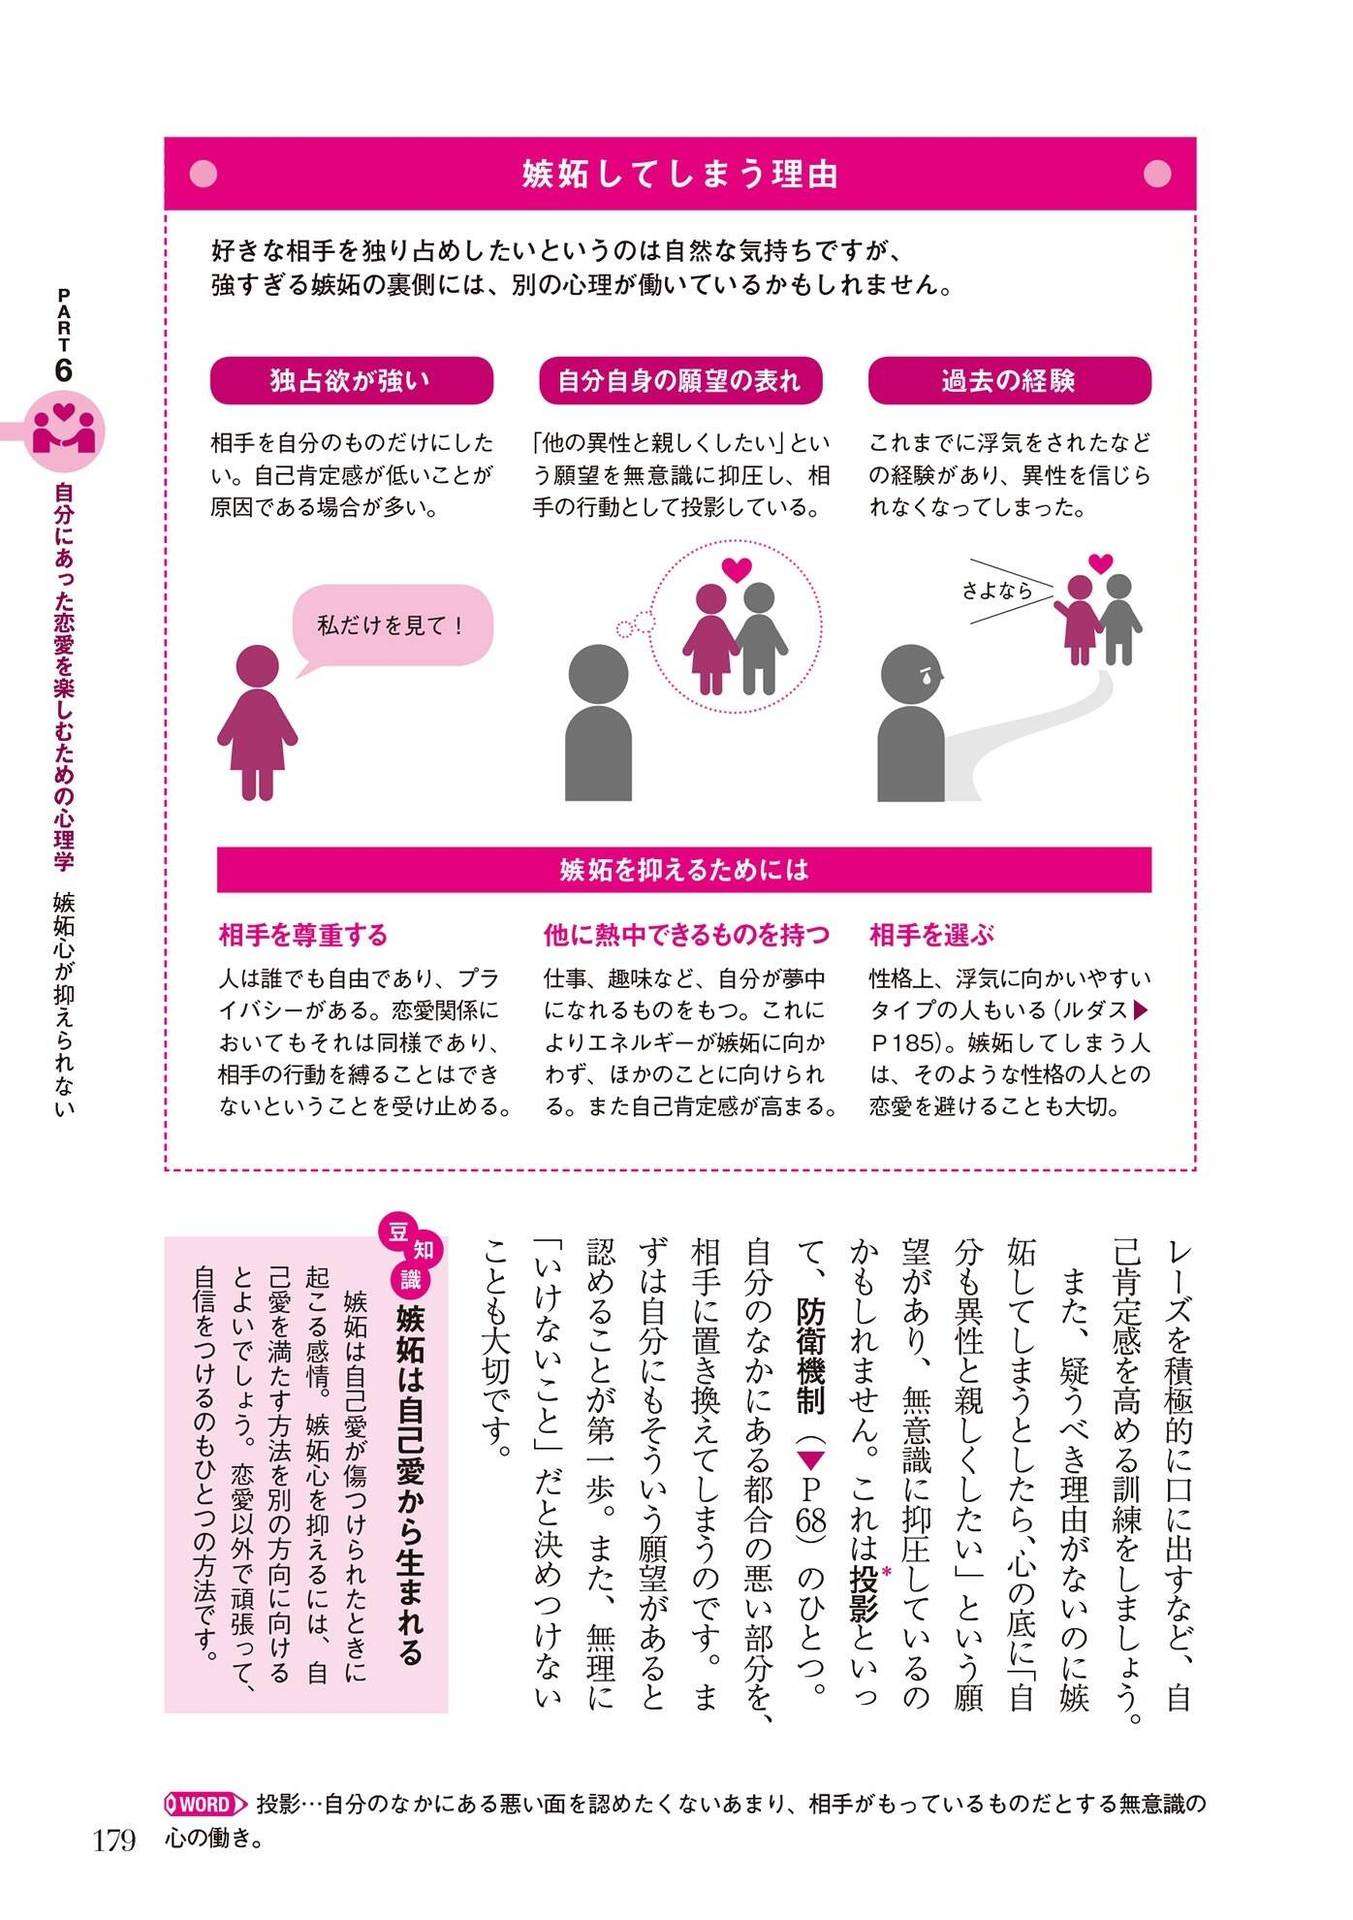 嫉妬してしまう理由
好きな相手を独り占めしたいというのは自然な気持ちですが、
強すぎる嫉妬の裏側には、別の心理が働いているかもしれません。
独占欲が強い
相手を自分のものだけにした
い。自己肯定感が低いことが
原因である場合が多い。
私だけを見て！
自分自身の願望の表れ
「他の異性と親しくしたい」とい
う願望を無意識に抑圧し、相
手の行動として投影している。
過去の経験
これまでに浮気をされたなど
の経験があり、異性を信じら
れなくなってしまった。
さよなら
嫉妬を抑えるためには
相手を尊重する
人は誰でも自由であり、プラ
イバシーがある。恋愛関係に
おいてもそれは同様であり、
相手の行動を縛ることはでき
ないということを受け止める。
他に熱中できるものを持つ
仕事、趣味など、自分が夢中
になれるものをもつ。これに
よりエネルギーが嫉妬に向か
わず、ほかのことに向けられ
る。また自己肯定感が高まる。
相手を選ぶ
性格上、浮気に向かいやすい
タイプの人もいる（ルダス▶
P185）。嫉妬してしまう人
は、そのような性格の人との
恋愛を避けることも大切。
レーズを積極的に口に出すなど、自
己肯定感を高める訓練をしましょう。
また、疑うべき理由がないのに嫉
妬してしまうとしたら、心の底に「自
分も異性と親しくしたい」という願
望があり、無意識に抑圧しているの
かもしれません。これは投影*といっ
て、防衛機制（▼P68）のひとつ。
自分のなかにある都合の悪い部分を、
相手に置き換えてしまうのです。ま
ずは自分にもそういう願望があると
認めることが第一歩。また、無理に
「いけないこと」だと決めつけない
ことも大切です。
豆知識
嫉妬は自己愛から生まれる
嫉妬は自己愛が傷つけられたときに
起こる感情。嫉妬心を抑えるには、自
己愛を満たす方法を別の方向に向ける
とよいでしょう。恋愛以外で頑張って、
自信をつけるのもひとつの方法です。
WORD 投影…自分のなかにある悪い面を認めたくないあまり、相手がもっているものだとする無意識の
心の働き。
PART 6
自分にあった恋愛を楽しむための心理学 嫉妬心が抑えられない
179